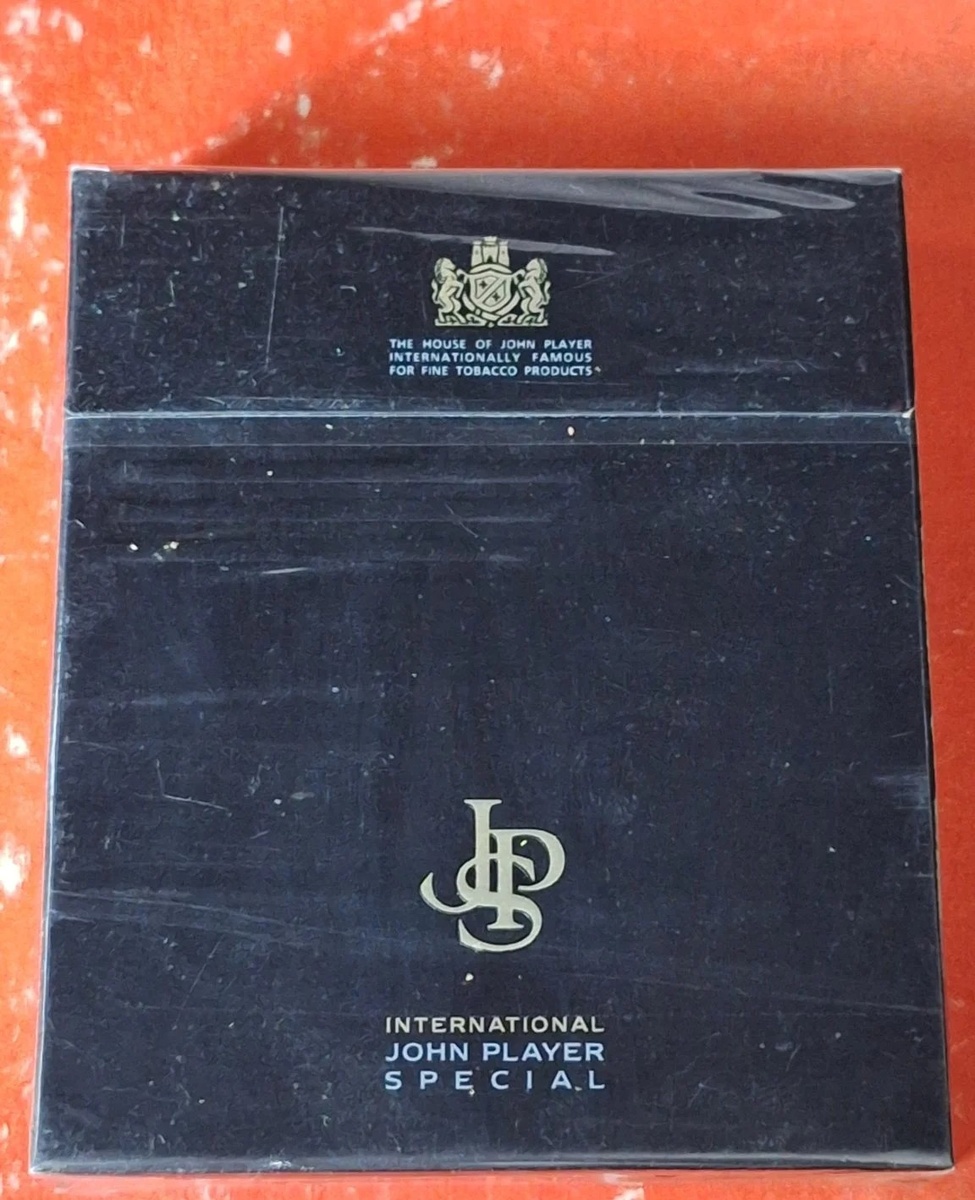 THE HOUSE OF JOHN PLAYER
INTERNATIONALLY FAMOUS
FOR FINE TOBACCO PRODUCTS
JPS
INTERNATIONAL
JOHN PLAYER
SPECIAL